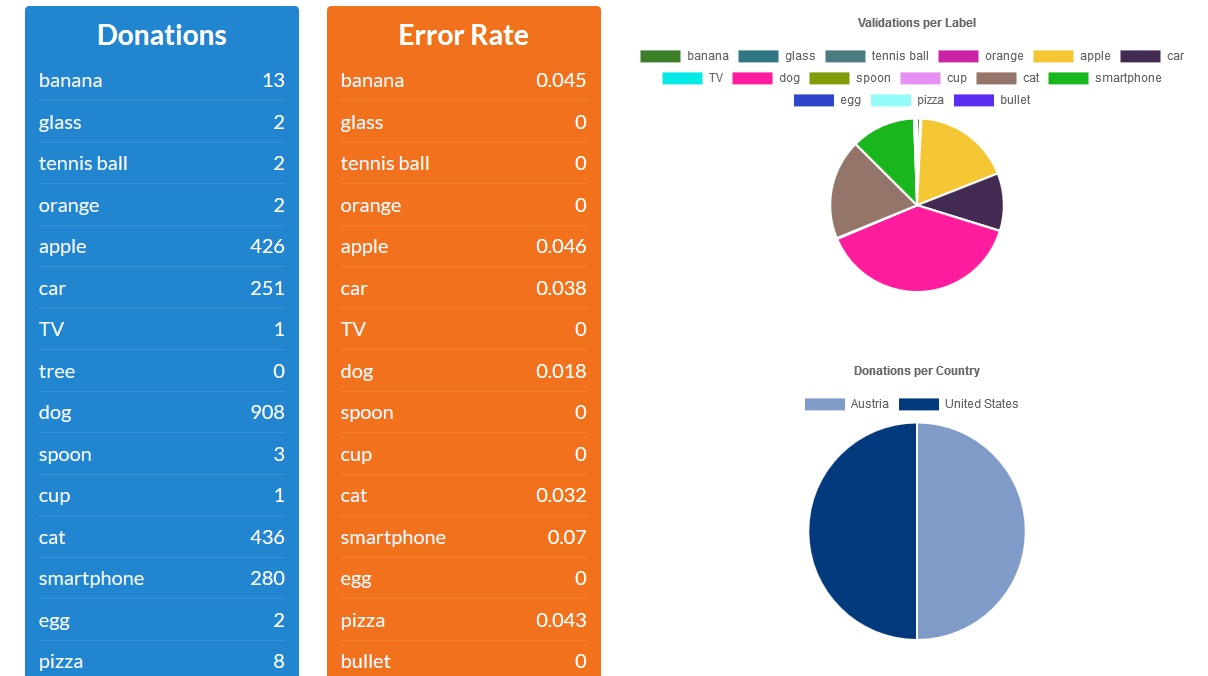 Donations
banana 13
glass 2
tennis ball 2
orange 2
apple 426
car 251
TV 1
tree 0
dog 908
spoon 3
cup 1
cat 436
smartphone 280
egg 2
pizza 8
Error Rate
banana 0.045
glass 0
tennis ball 0
orange 0
apple 0.046
car 0.038
TV 0
dog 0.018
spoon 0
cup 0
cat 0.032
smartphone 0.07
egg 0
pizza 0.043
bullet 0
Validations per Label
banana glass tennis ball orange apple car
TV dog spoon cup cat smartphone
egg pizza bullet
Donations per Country
Austria United States